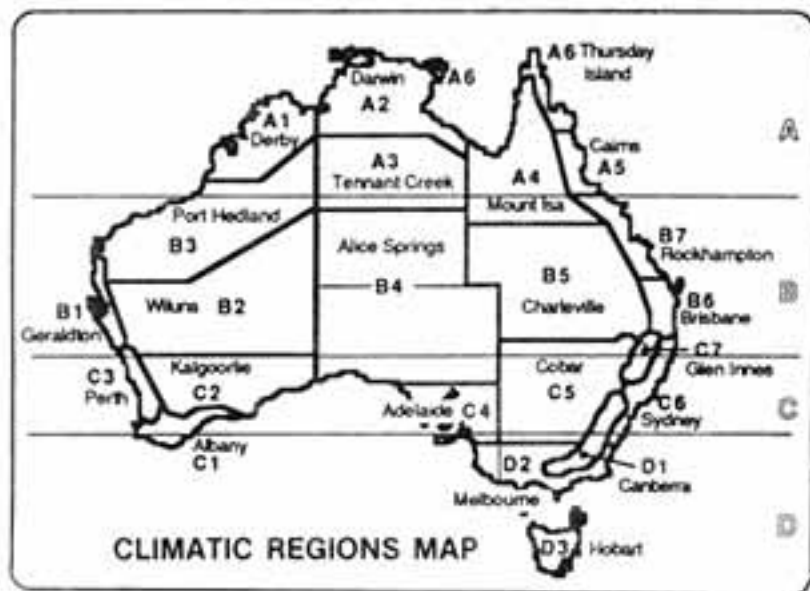 A6 Thursday
Island
Darwin
A6
A2
A1
Derby
A
Cairns
A5
A3
Tennant Creek
A4
Mount Isa
Port Hedland
B3
Alice Springs
B7
Rockhampton
B4
B5
B
Wiluna B2
Charleville
B6
Brisbane
B1
Geraldton
C7
Glen Innes
Kalgoorlie
C2
Cobar
C5
C3
Perth
C6
Sydney
C
Adelaide C4
Albany
C1
D2
D1
Canberra
Melbourne
D
CLIMATIC REGIONS MAP
D3 Hobart